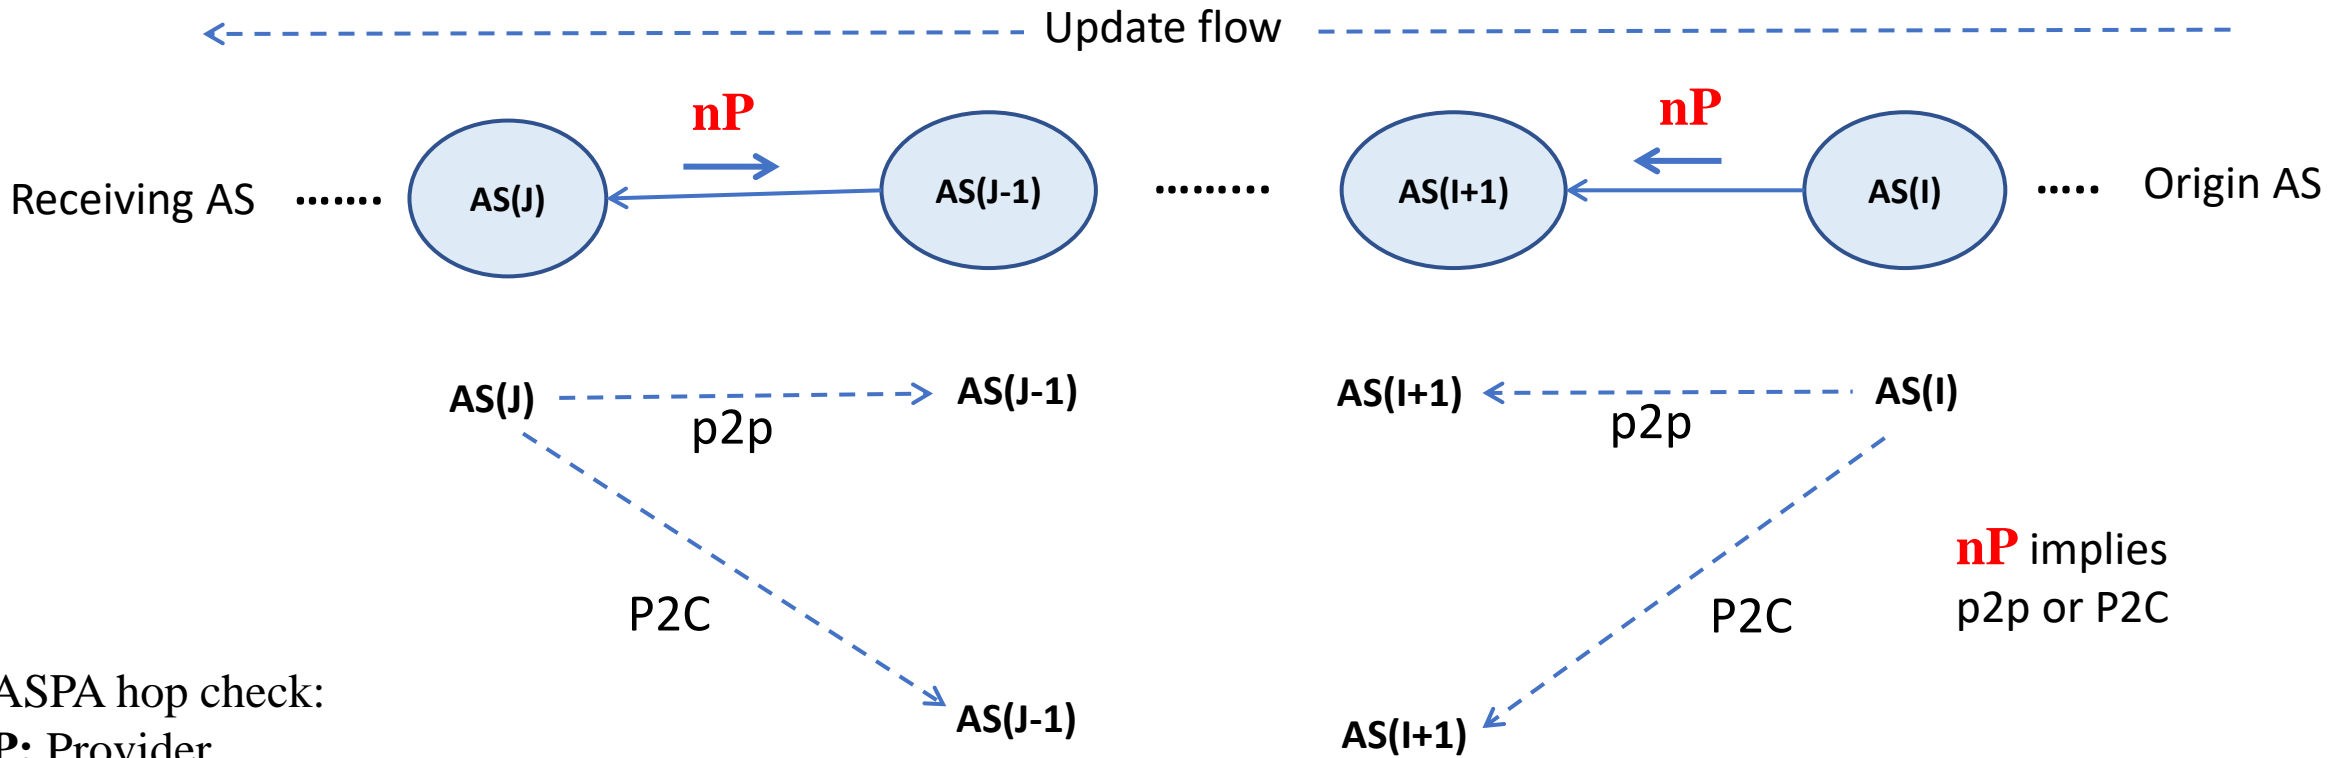 Update flow
nP
nP
Receiving AS ....... AS(J) AS(J-1) ......... AS(I+1) AS(I) ..... Origin AS
AS(J) AS(J-1) AS(I+1) AS(I)
p2p p2p
nP implies
p2p or P2C
P2C P2C
ASPA hop check:
AS(J-1) AS(I+1)
P: Provider